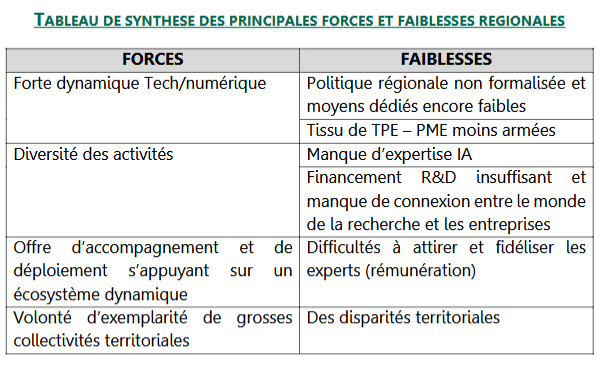 TABLEAU DE SYNTHESE DES PRINCIPALES FORCES ET FAIBLESSES REGIONALES
FORCES
FAIBLESSES
Forte dynamique Tech/numérique
Politique régionale non formalisée et
moyens dédiés encore faibles
Tissu de TPE – PME moins armées
Diversité des activités
Manque d’expertise IA
Financement R&D insuffisant et
manque de connexion entre le monde
de la recherche et les entreprises
Offre d’accompagnement et de
déploiement s’appuyant sur un
écosystème dynamique
Difficultés à attirer et fidéliser les
experts (rémunération)
Volonté d’exemplarité de grosses
collectivités territoriales
Des disparités territoriales